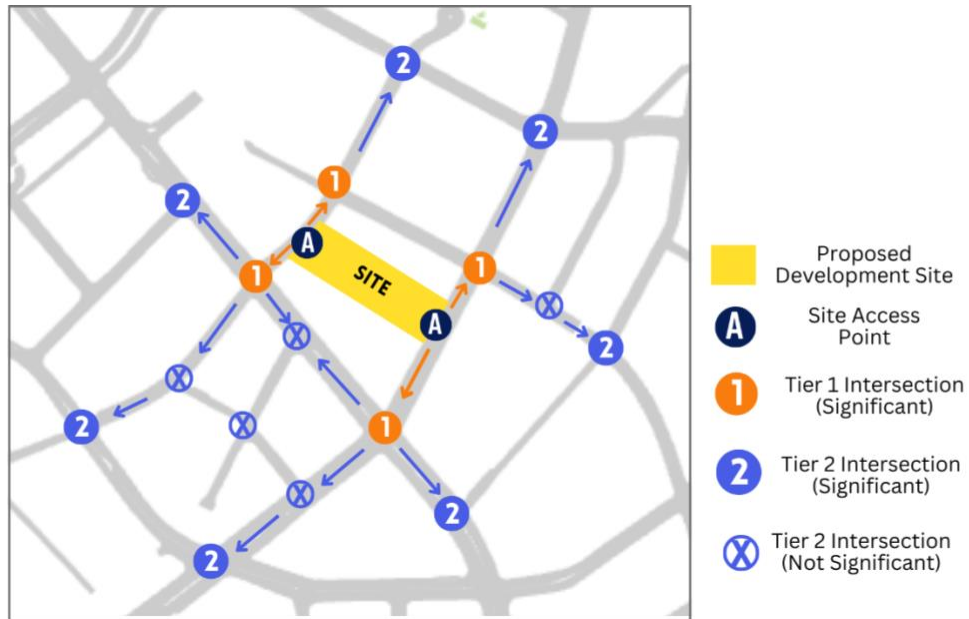 2
2
1
2
A
1
SITE
1
X
X
A
2
X
2
X
1
X
2
2
Proposed
Development Site
A
Site Access
Point
1
Tier 1 Intersection
(Significant)
2
Tier 2 Intersection
(Significant)
X
Tier 2 Intersection
(Not Significant)